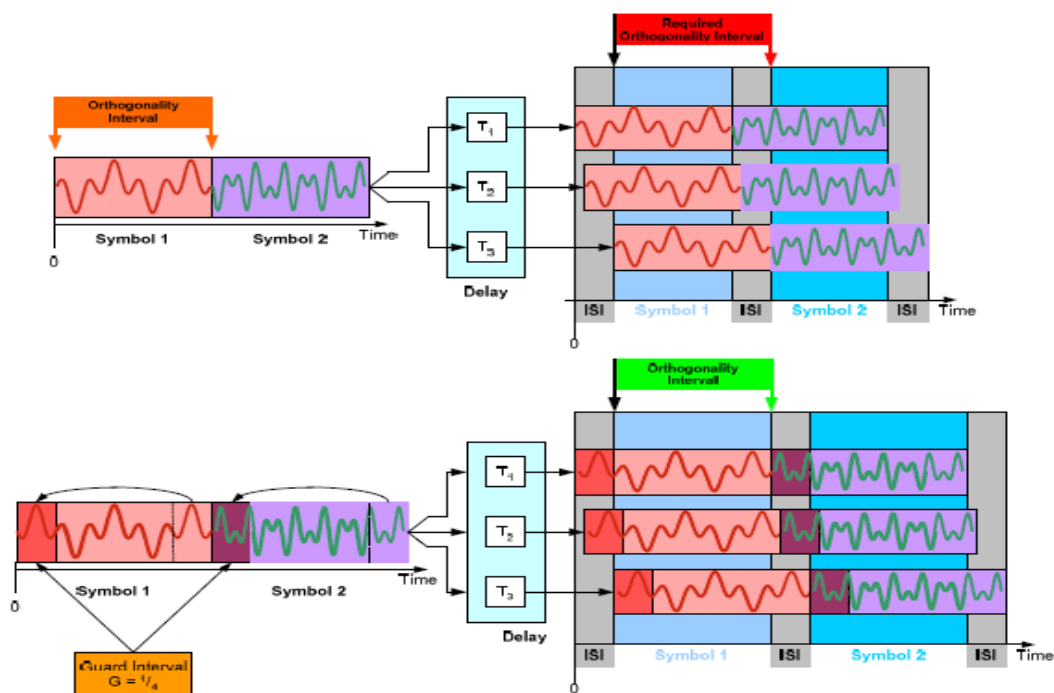 Required
Orthogonality Interval
Orthogonality
Interval
T1
T2
T3
Symbol 1
Symbol 2
Time
0
Delay
ISI
Symbol 1
ISI
Symbol 2
ISI
Time
0
Orthogonality
Intervall
T1
T2
T3
Symbol 1
Symbol 2
Time
0
Delay
ISI
Symbol 1
ISI
Symbol 2
ISI
Time
0
Guard Interval
G = 1/4